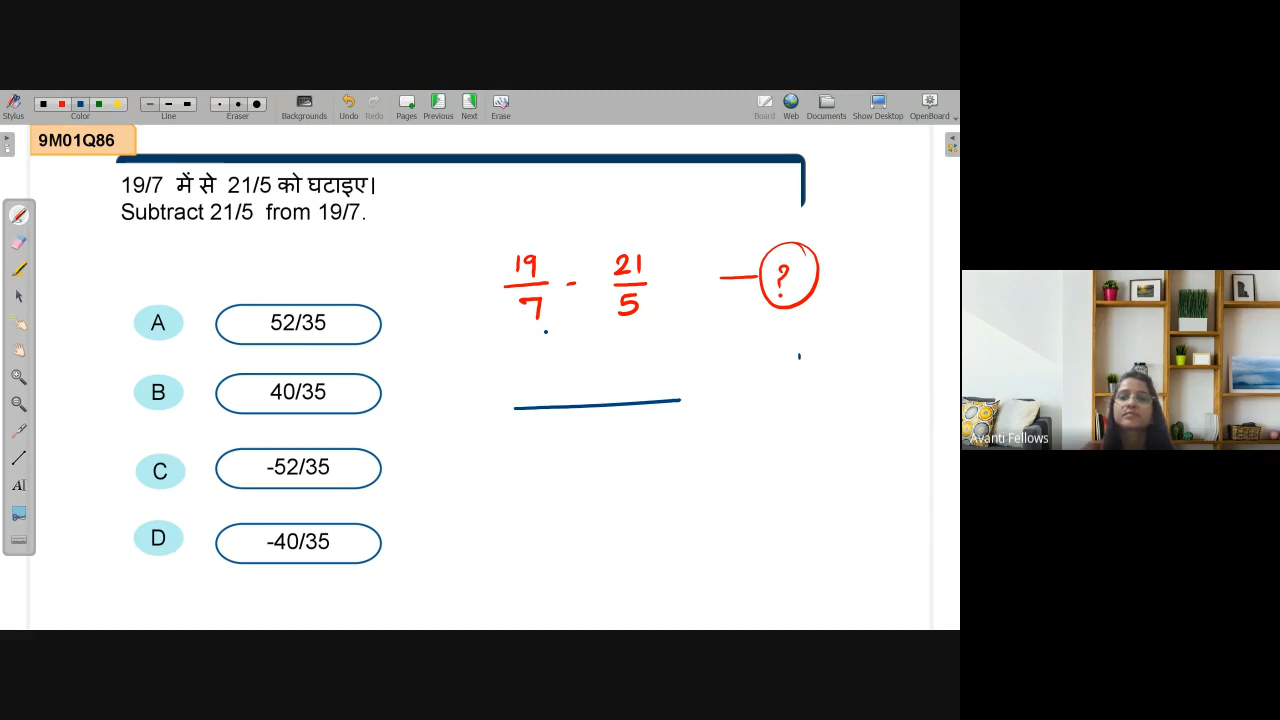 Stylus
Color
Line
Eraser
Backgrounds
Undo
Redo
Pages
Previous
Next
Erase
Board
Web
Documents
Show Desktop
OpenBoard
9M01Q86
19/7 में से 21/5 को घटाइए।
Subtract 21/5 from 19/7.
19/7 - 21/5 — ?
A 52/35
B 40/35
C -52/35
D -40/35
Avanti Fellows